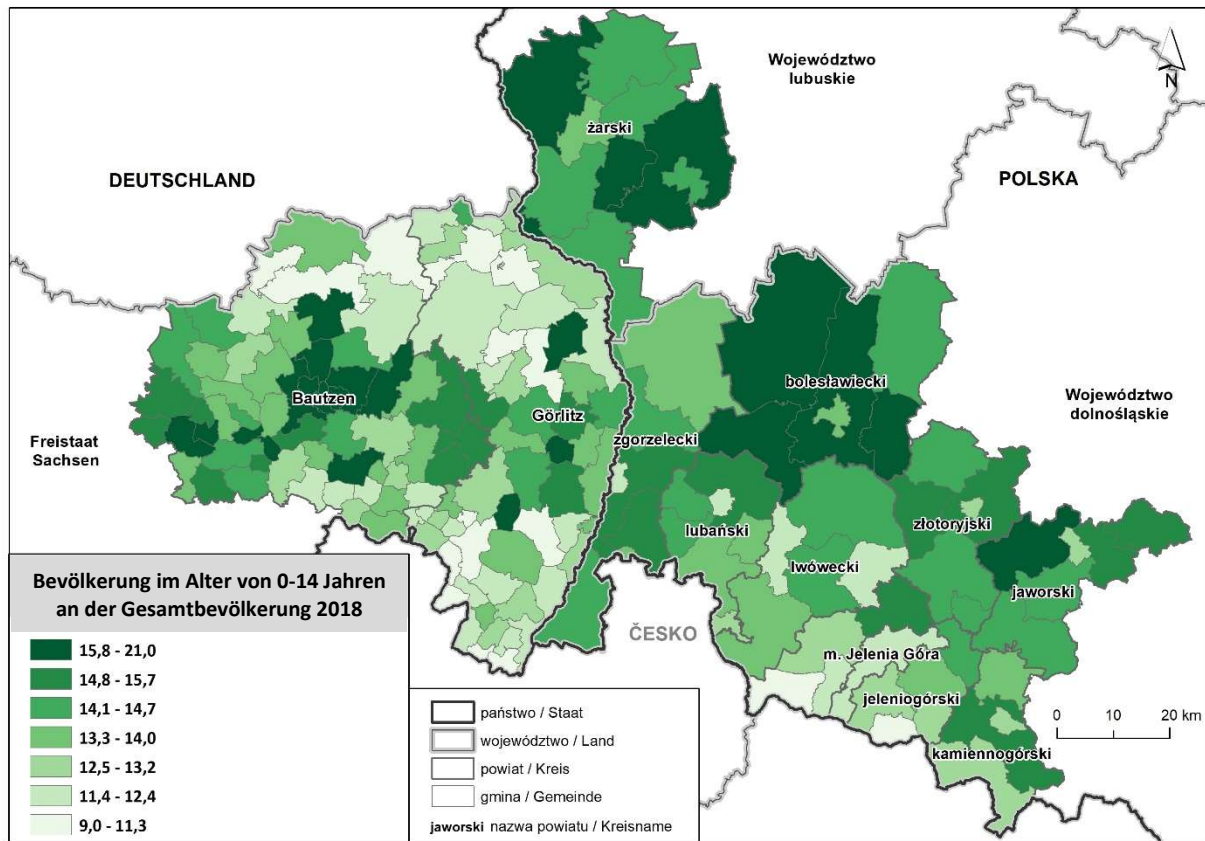 Województwo
lubuskie
N
żarski
DEUTSCHLAND
POLSKA
bolesławiecki
Województwo
dolnośląskie
Bautzen
Görlitz
Freistaat
Sachsen
zgorzelecki
złotoryjski
lubański
lwówecki
jaworski
ČESKO
m. Jelenia Góra
jeleniogórski
kamiennogórski
0 10 20 km
Bevölkerung im Alter von 0-14 Jahren
an der Gesamtbevölkerung 2018
15,8 - 21,0
14,8 - 15,7
14,1 - 14,7
13,3 - 14,0
12,5 - 13,2
11,4 - 12,4
9,0 - 11,3
państwo / Staat
województwo / Land
powiat / Kreis
gmina / Gemeinde
jaworski nazwa powiatu / Kreisname